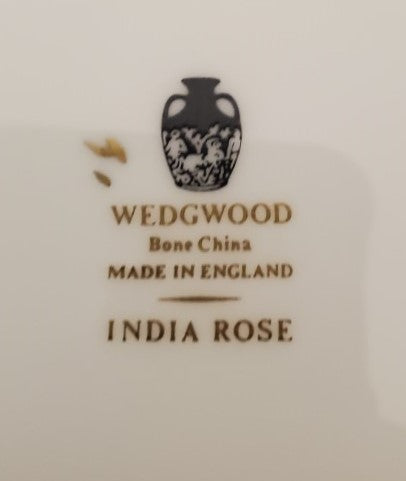 WEDGWOOD
Bone China
MADE IN ENGLAND
INDIA ROSE